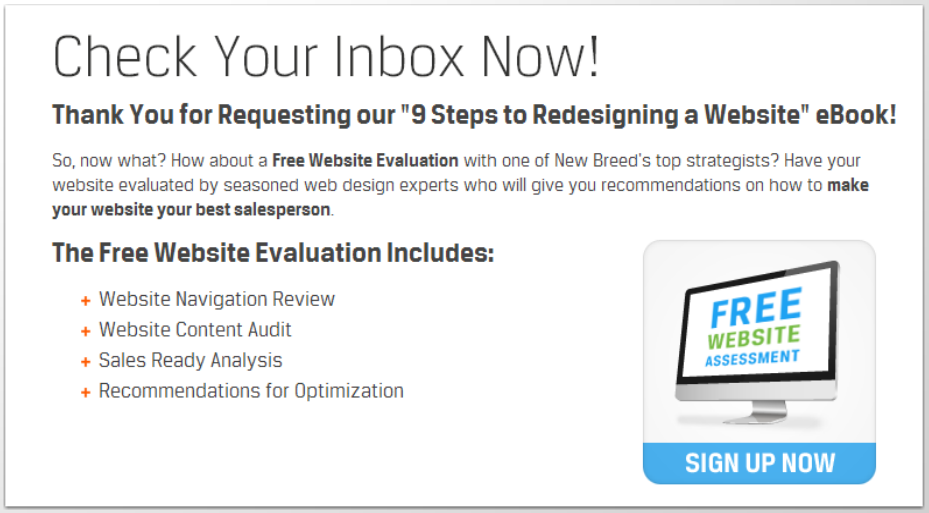 Check Your Inbox Now!
Thank You for Requesting our "9 Steps to Redesigning a Website" eBook!
So, now what? How about a Free Website Evaluation with one of New Breed's top strategists? Have your
website evaluated by seasoned web design experts who will give you recommendations on how to make
your website your best salesperson.
The Free Website Evaluation Includes:
+ Website Navigation Review
+ Website Content Audit
+ Sales Ready Analysis
+ Recommendations for Optimization
FREE
WEBSITE
ASSESSMENT
SIGN UP NOW